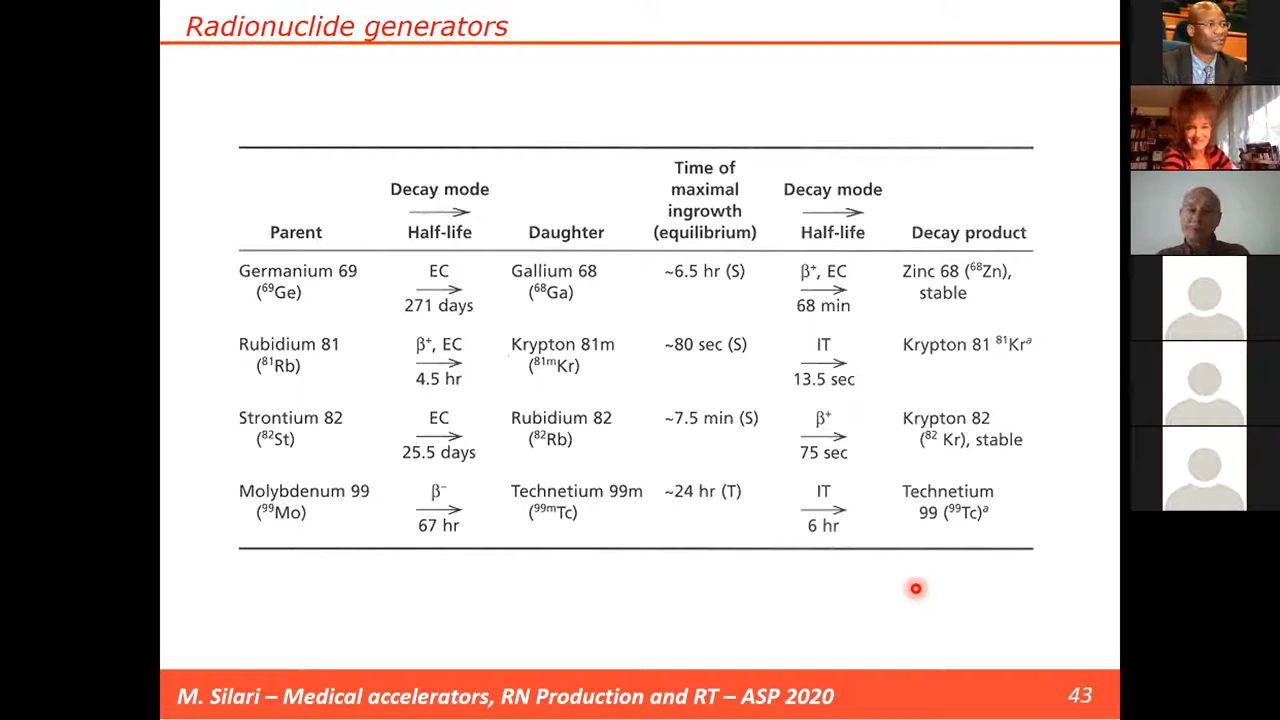 Radionuclide generators
Time of
Decay mode maximal Decay mode
ingrowth
Parent Half-life Daughter (equilibrium) Half-life Decay product
Germanium 69 EC Gallium 68 ~6.5 hr (S) β⁺, EC Zinc 68 (⁶⁸Zn),
(⁶⁹Ge) (⁶⁸Ga) stable
271 days 68 min
Rubidium 81 β⁺, EC Krypton 81m ~80 sec (S) IT Krypton 81 ⁸¹Krᵃ
(⁸¹Rb) (⁸¹ᵐKr)
4.5 hr 13.5 sec
Strontium 82 EC Rubidium 82 ~7.5 min (S) β⁺ Krypton 82
(⁸²St) (⁸²Rb) (⁸² Kr), stable
25.5 days 75 sec
Molybdenum 99 β⁻ Technetium 99m ~24 hr (T) IT Technetium
(⁹⁹Mo) (⁹⁹ᵐTc) 99 (⁹⁹Tc)ᵃ
67 hr 6 hr
M. Silari – Medical accelerators, RN Production and RT – ASP 2020 43